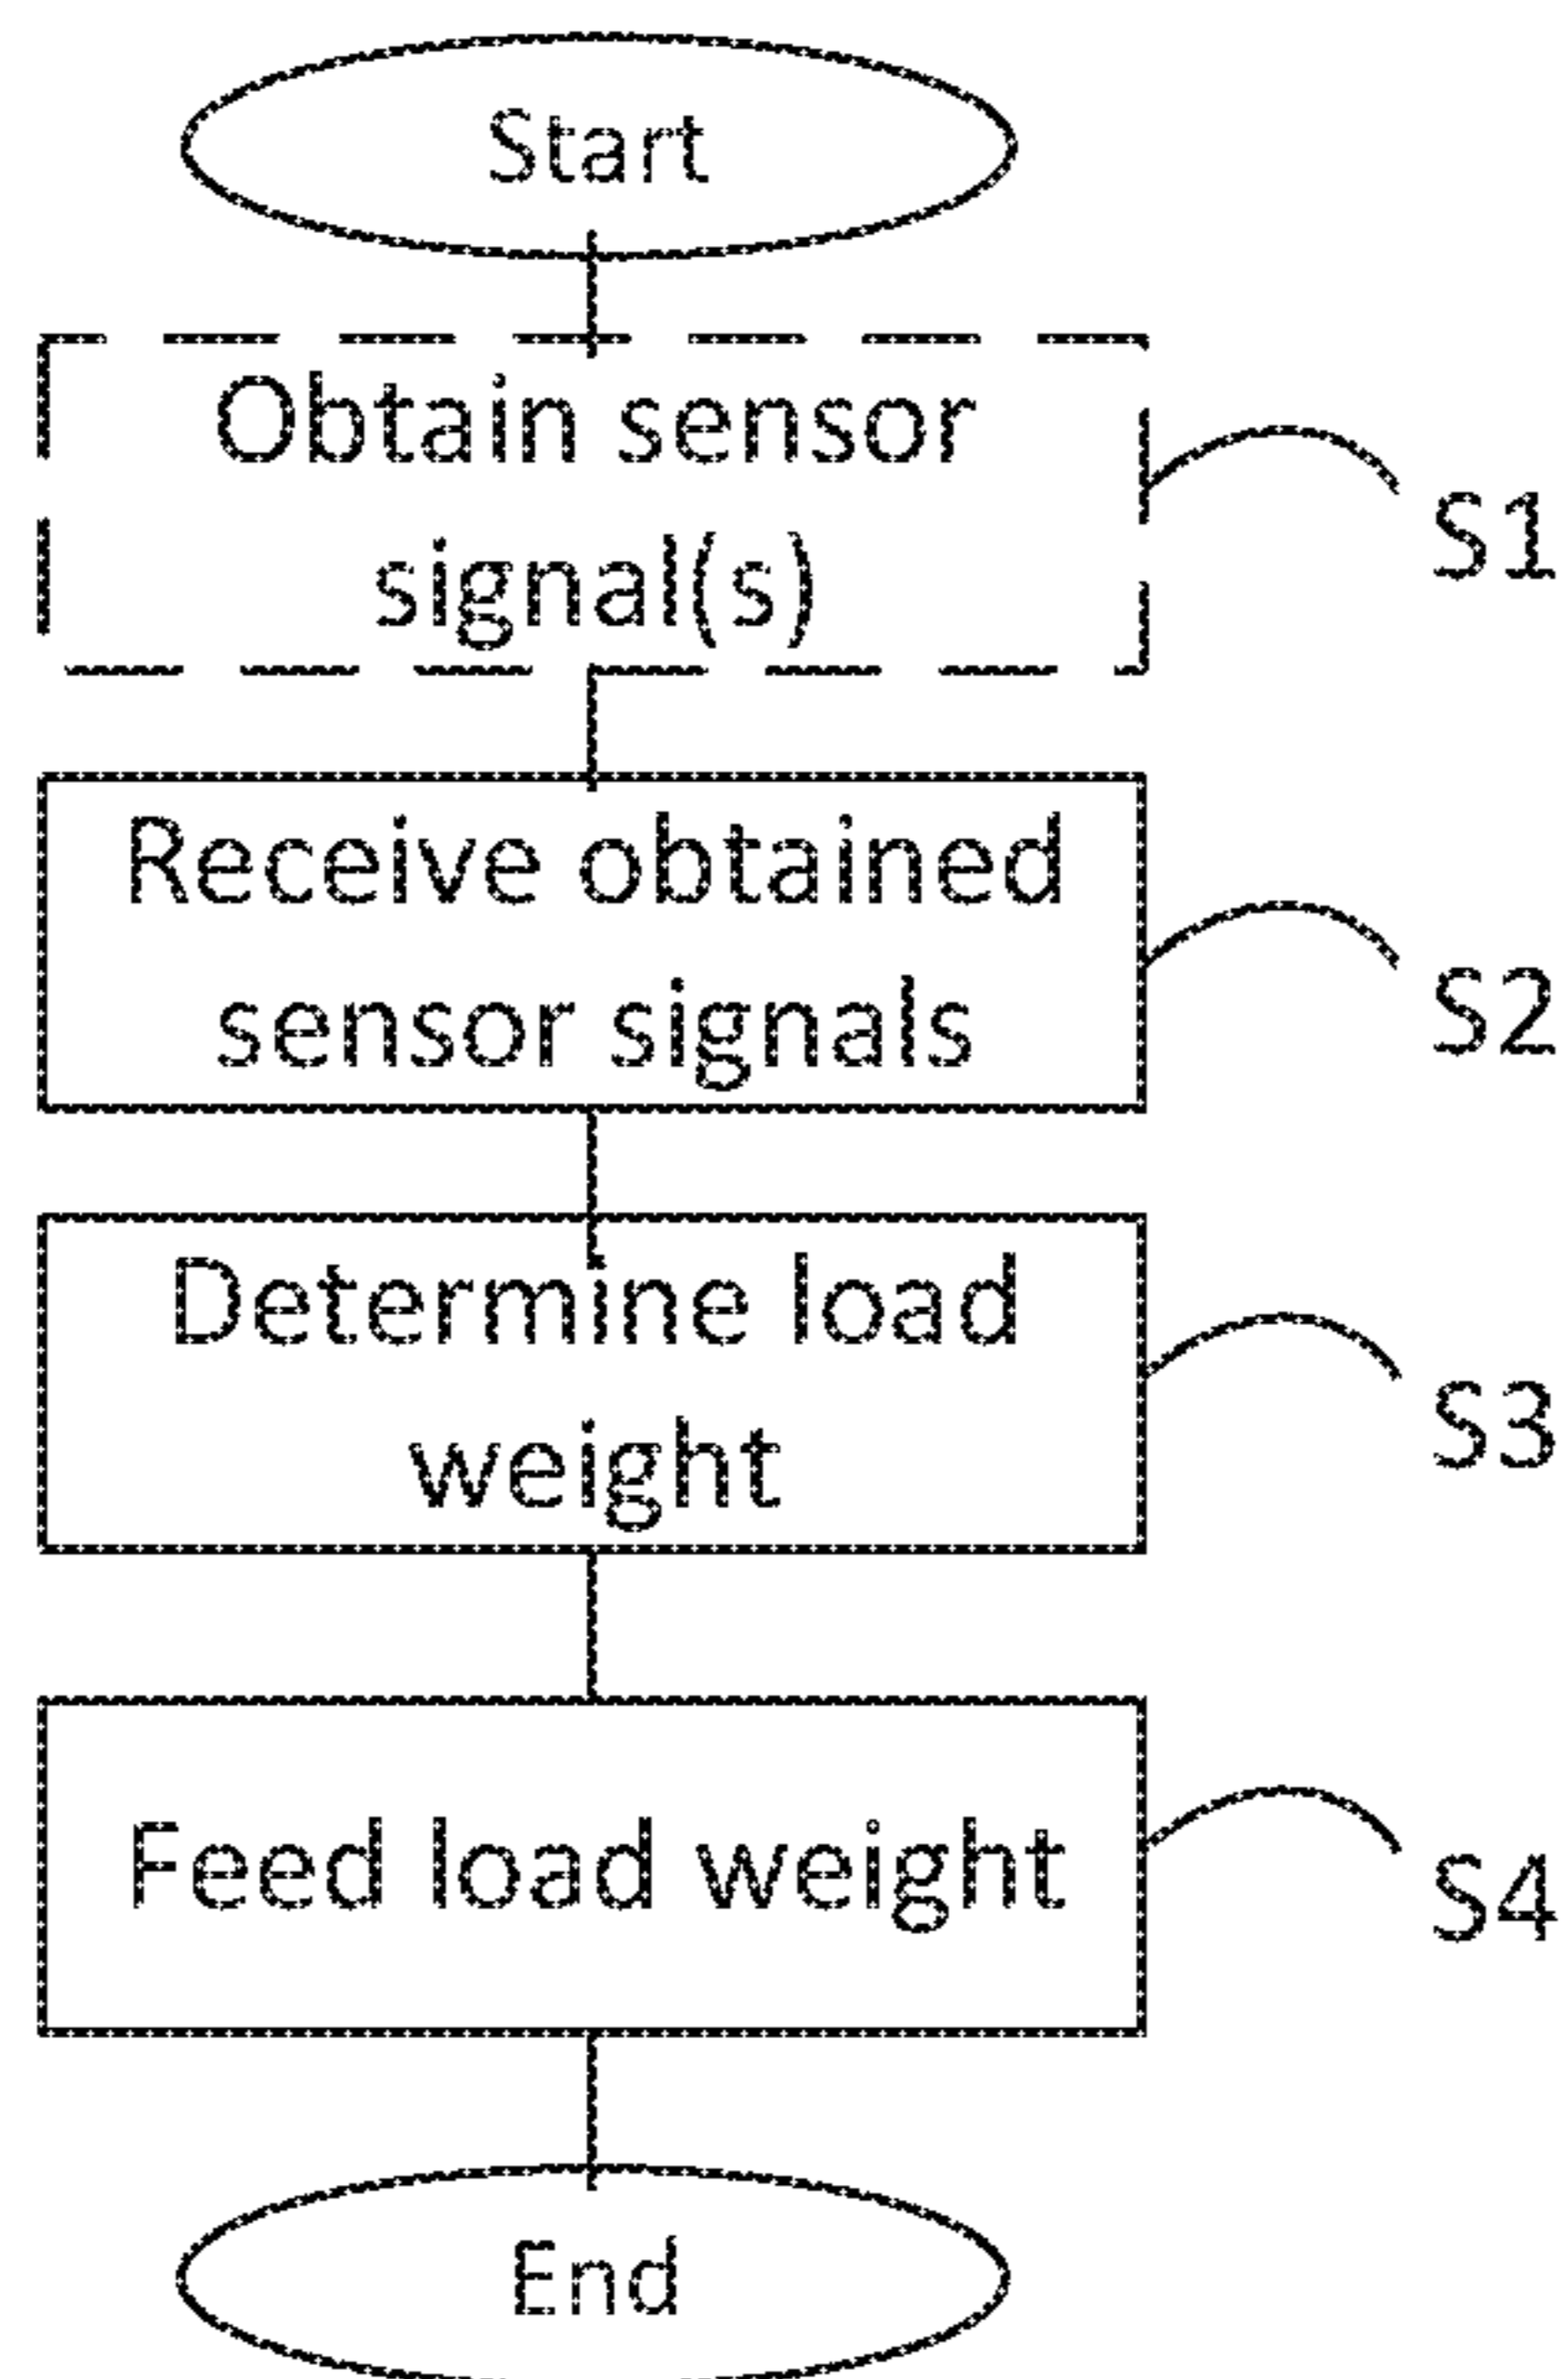 Start
Obtain sensor
signal(s)
S1
Receive obtained
sensor signals
S2
Determine load
weight
S3
Feed load weight
S4
End